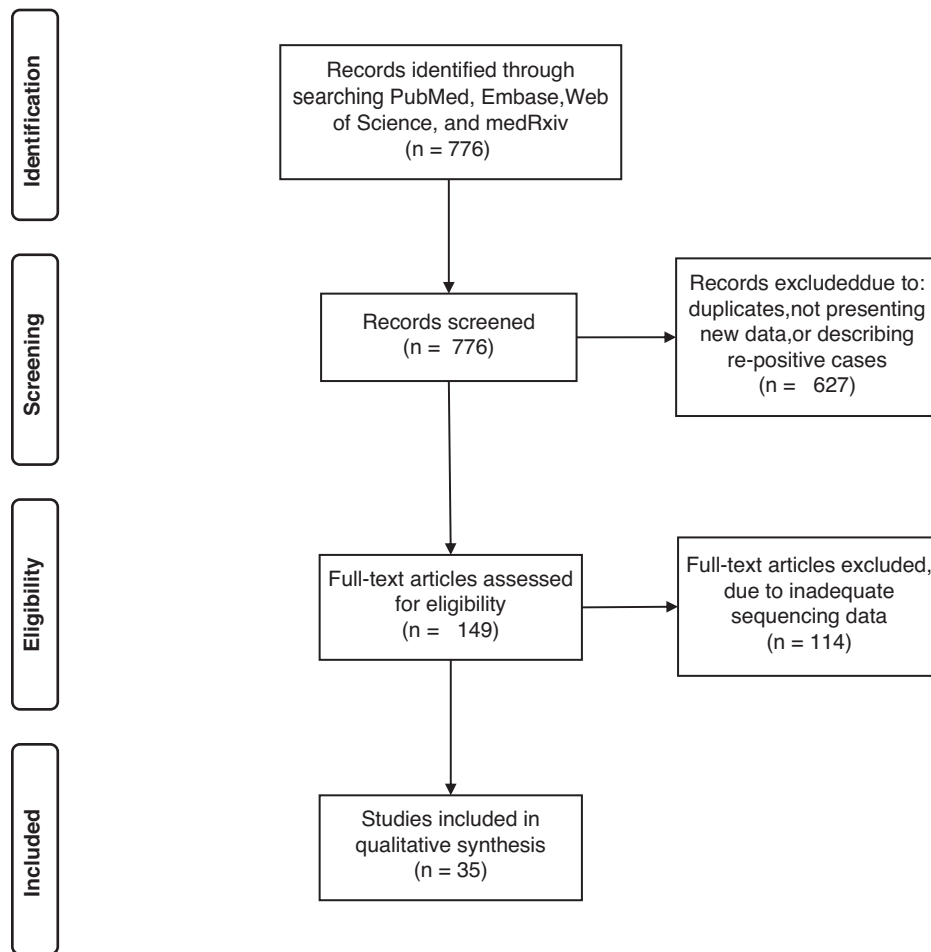 Identification
Records identified through
searching PubMed, Embase,Web
of Science, and medRxiv
(n = 776)
Screening
Records screened
(n = 776)
Records excludeddue to:
duplicates,not presenting
new data,or describing
re-positive cases
(n = 627)
Eligibility
Full-text articles assessed
for eligibility
(n = 149)
Full-text articles excluded,
due to inadequate
sequencing data
(n = 114)
Included
Studies included in
qualitative synthesis
(n = 35)